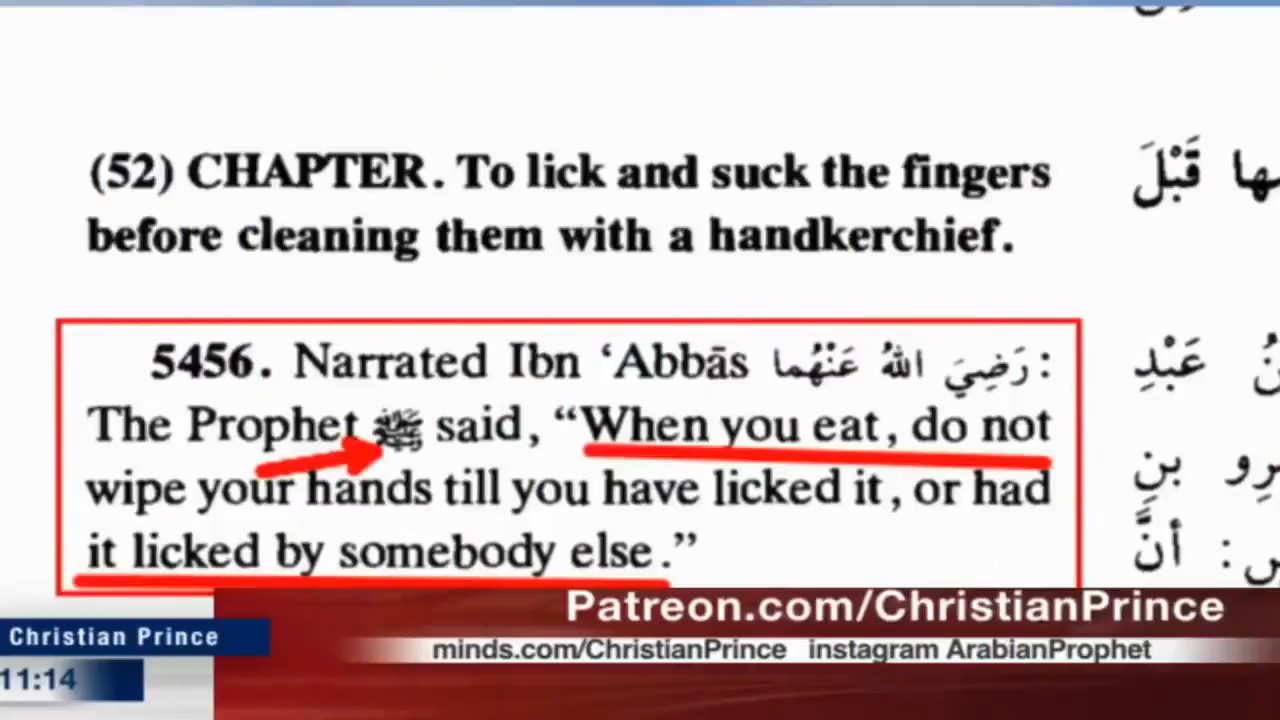 (52) CHAPTER. To lick and suck the fingers
before cleaning them with a handkerchief.
قَبْلَ
5456. Narrated Ibn ‘Abbās رَضِيَ اللهُ عَنْهُما:
The Prophet ﷺ said, “When you eat, do not
wipe your hands till you have licked it, or had
it licked by somebody else.”
عَبْدِ
بنِ
أنَّ
Patreon.com/ChristianPrince
Christian Prince
minds.com/ChristianPrince instagram ArabianProphet
11:14